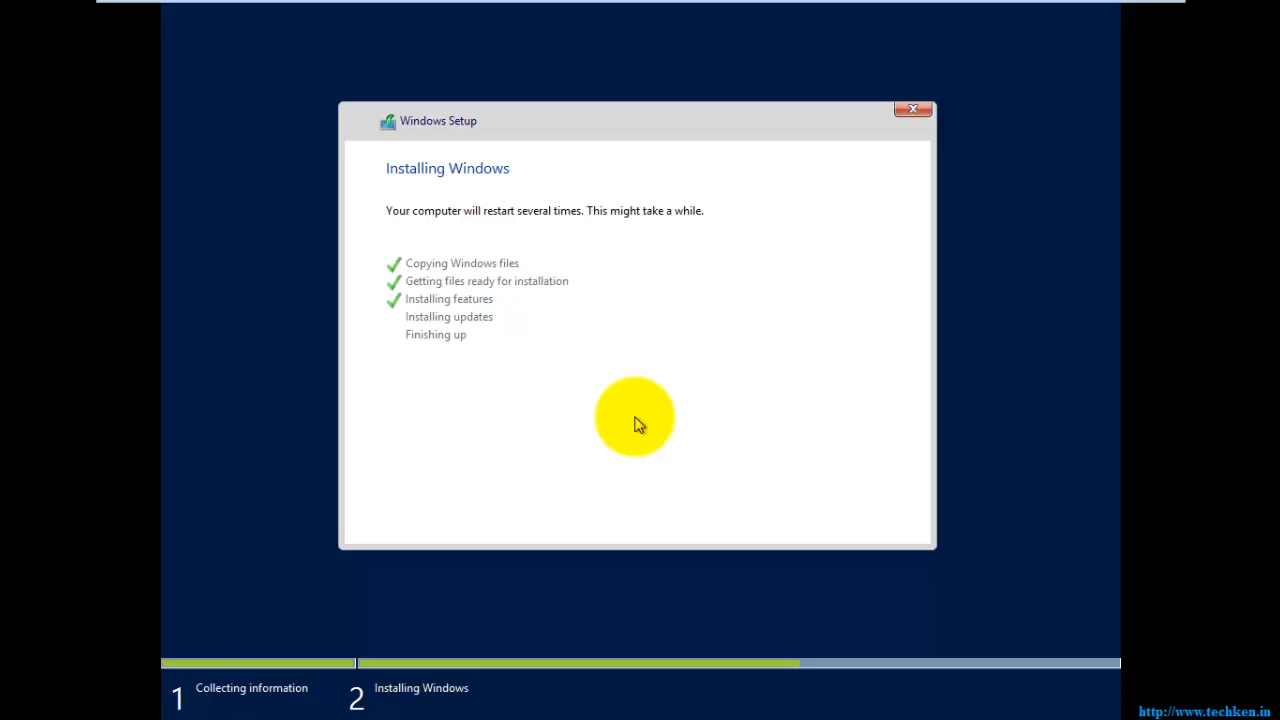 Windows Setup
Installing Windows
Your computer will restart several times. This might take a while.
Copying Windows files
Getting files ready for installation
Installing features
Installing updates
Finishing up
1 Collecting information
2 Installing Windows
http://www.techken.in